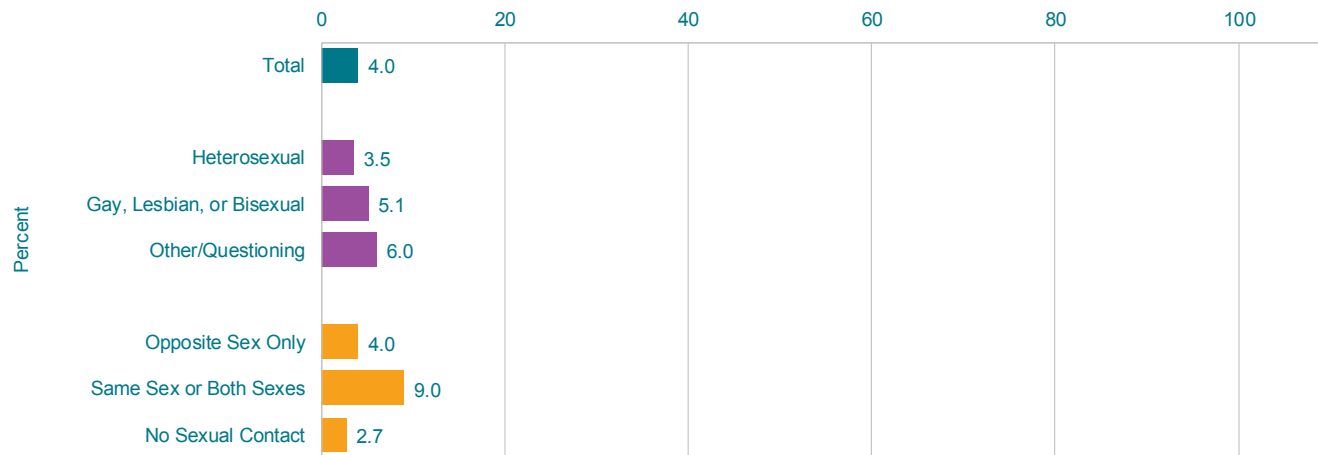 0 20 40 60 80 100
Total 4.0
Heterosexual 3.5
Gay, Lesbian, or Bisexual 5.1
Other/Questioning 6.0
Opposite Sex Only 4.0
Same Sex or Both Sexes 9.0
No Sexual Contact 2.7
Percent